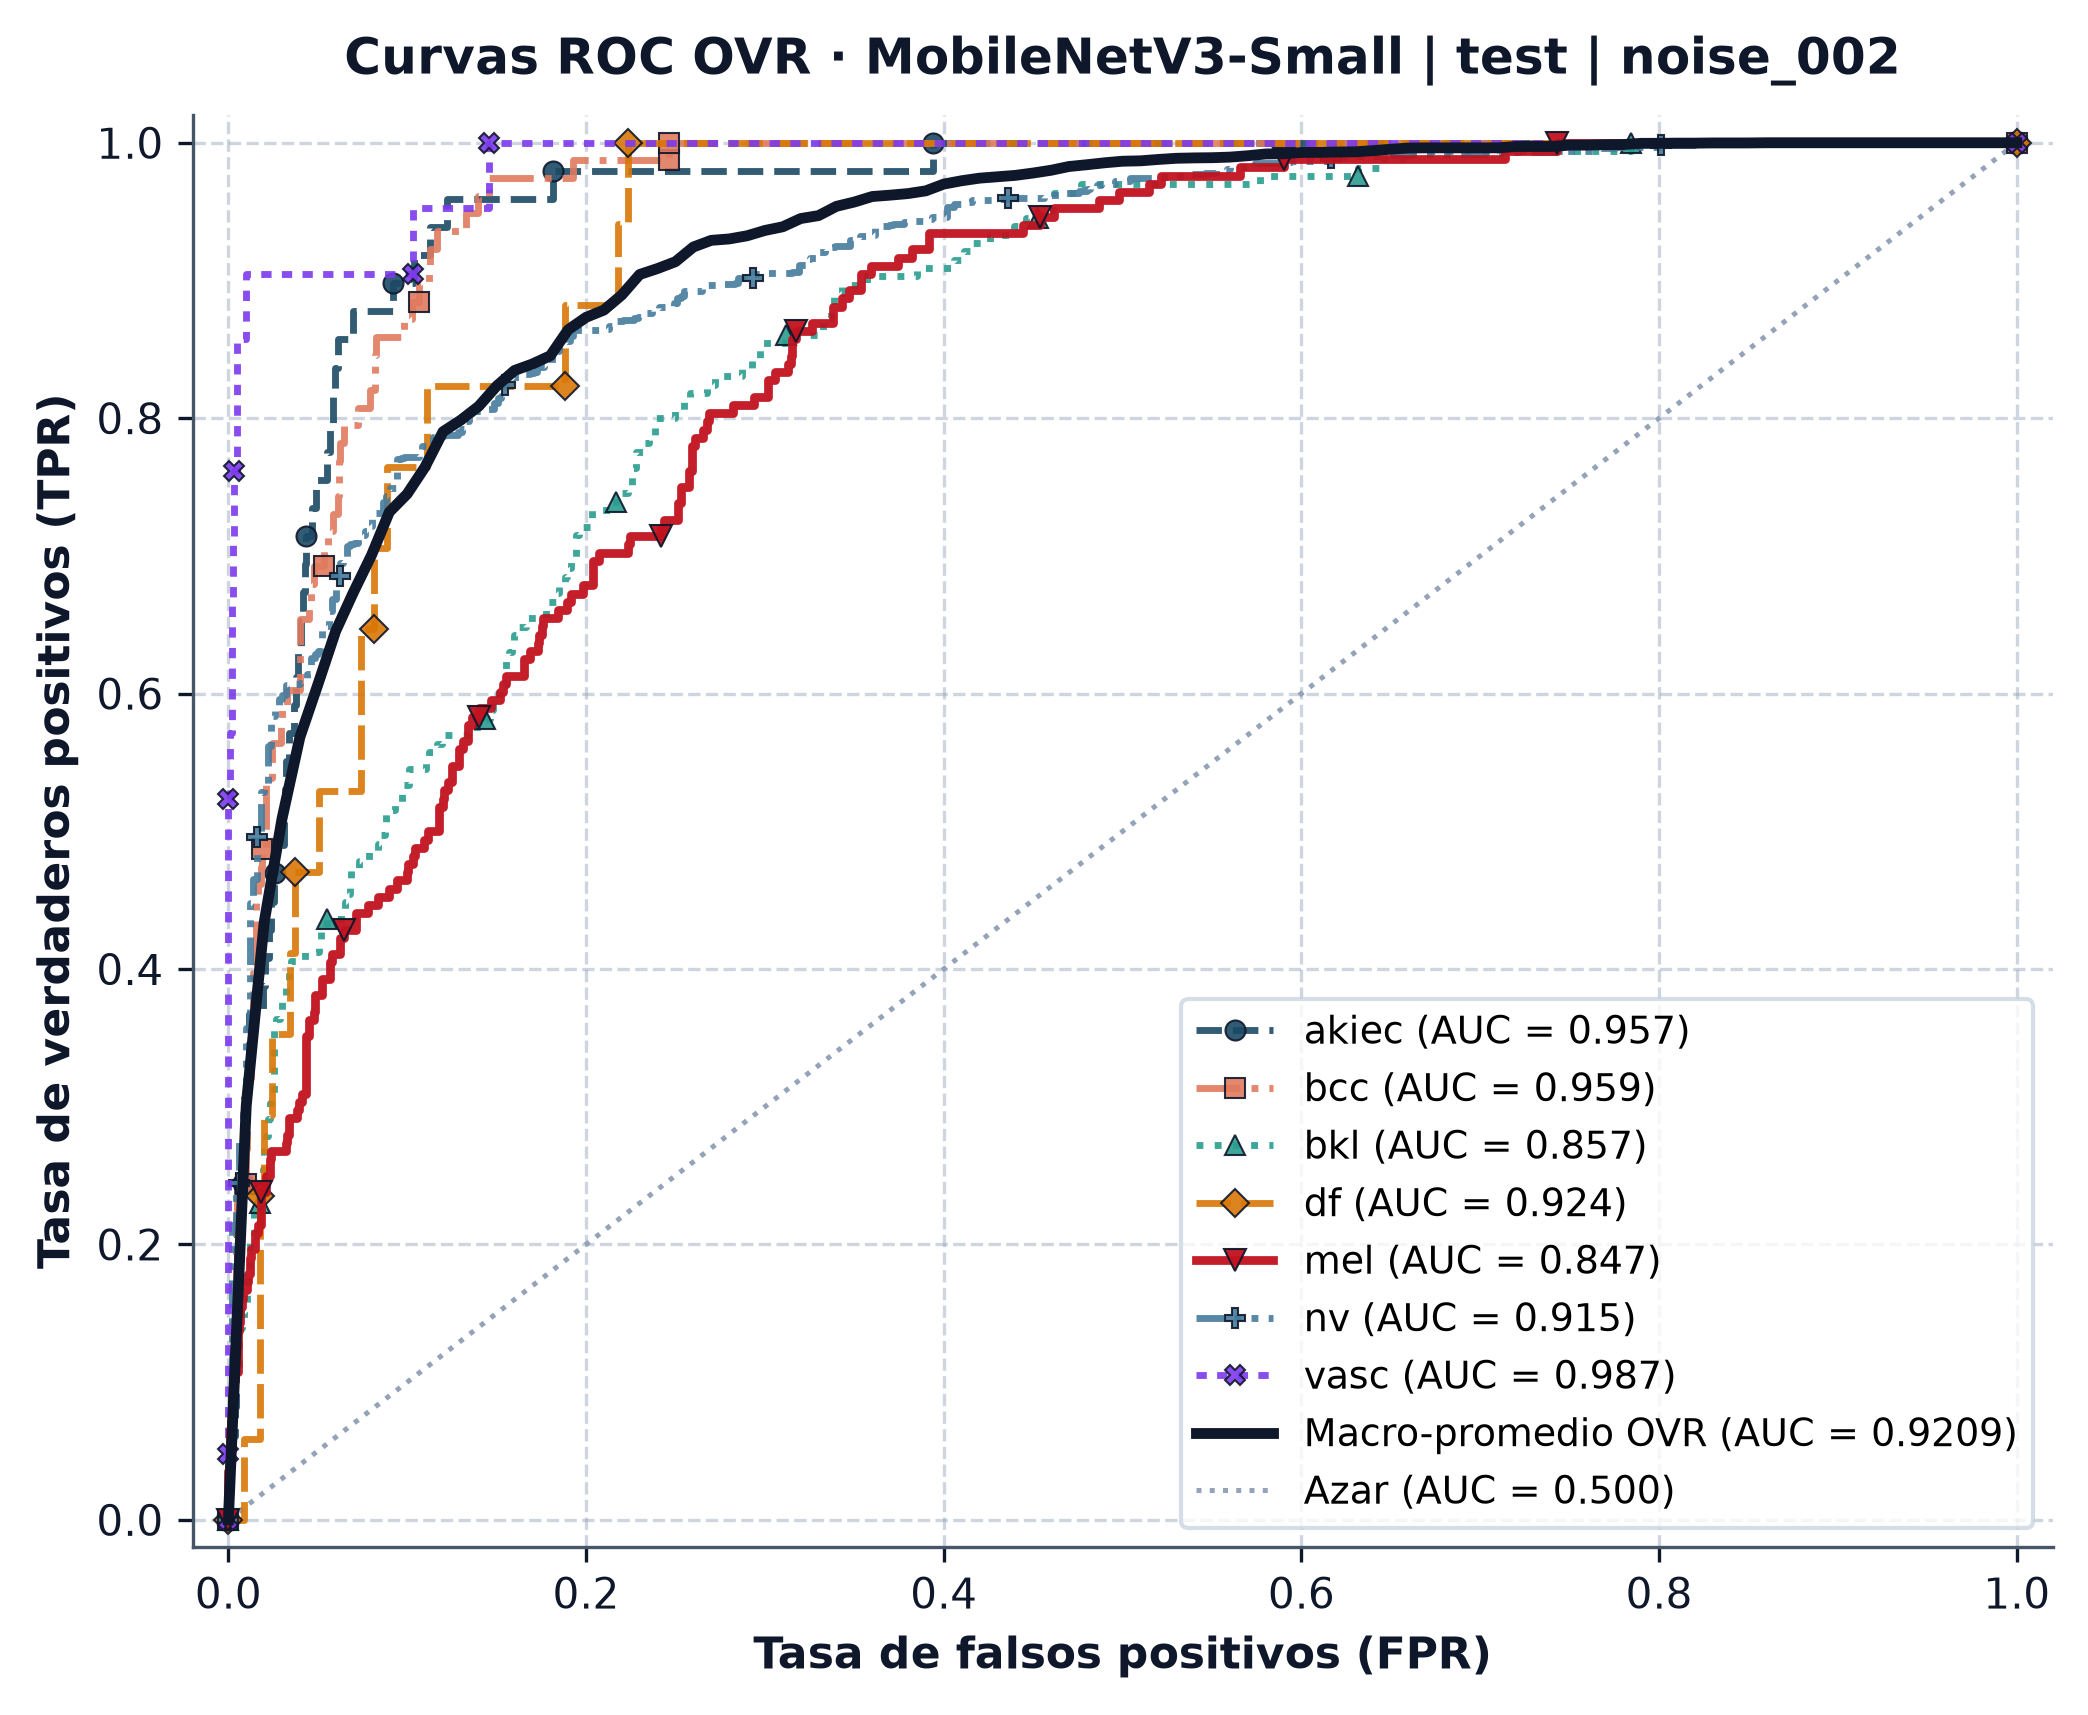 Curvas ROC OVR · MobileNetV3-Small | test | noise_002
Tasa de verdaderos positivos (TPR)
1.0
0.8
0.6
0.4
0.2
0.0
0.0 0.2 0.4 0.6 0.8 1.0
Tasa de falsos positivos (FPR)
akiec (AUC = 0.957)
bcc (AUC = 0.959)
bkl (AUC = 0.857)
df (AUC = 0.924)
mel (AUC = 0.847)
nv (AUC = 0.915)
vasc (AUC = 0.987)
Macro-promedio OVR (AUC = 0.9209)
Azar (AUC = 0.500)